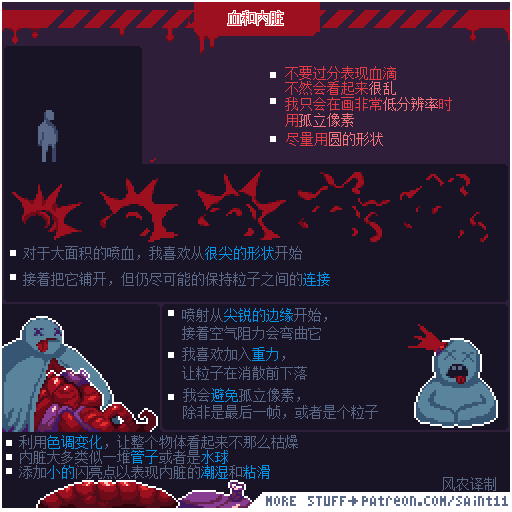 血和内脏
不要过分表现血滴
不然会看起来很乱
我只会在画非常低分辨率时
用孤立像素
尽量用圆的形状
对于大面积的喷血，我喜欢从很尖的形状开始
接着把它铺开，但仍尽可能的保持粒子之间的连接
喷射从尖锐的边缘开始，
接着空气阻力会弯曲它
我喜欢加入重力，
让粒子在消散前下落
我会避免孤立像素，
除非是最后一帧，或者是个粒子
利用色调变化，让整个物体看起来不那么枯燥
内脏大多类似一堆管子或者是水球
添加小的闪亮点以表现内脏的潮湿和粘滑
风农译制
MORE STUFF→PATREON.COM/SAINT11